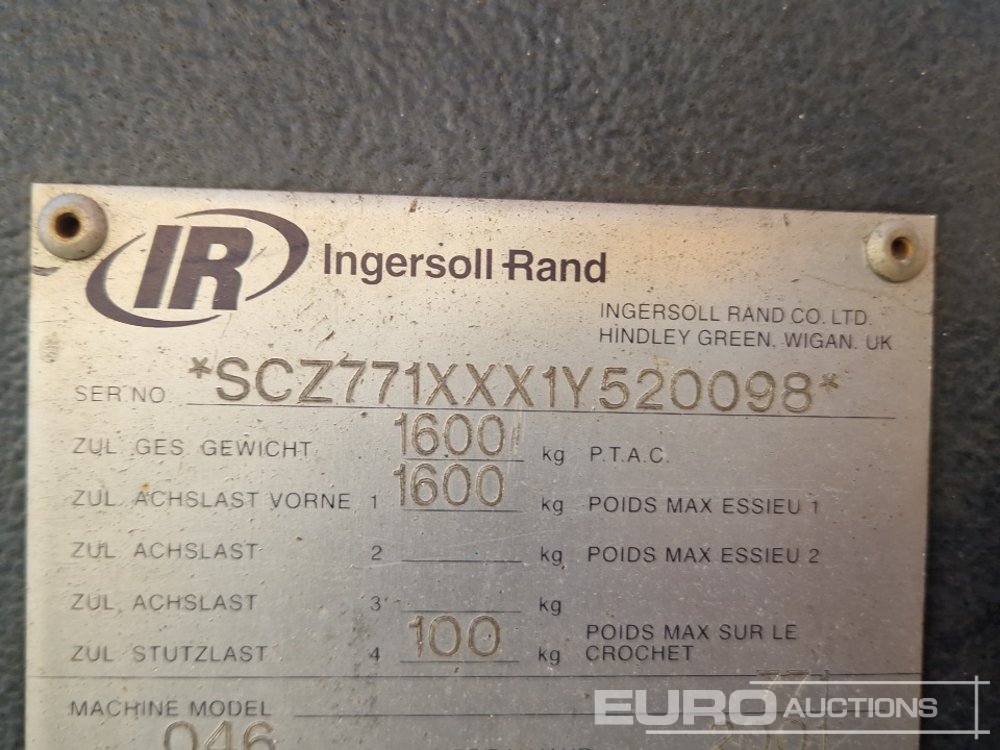 IR Ingersoll-Rand
INGERSOLL RAND CO. LTD.
HINDLEY GREEN, WIGAN. UK
SER.NO. *SCZ771XXX1Y520098*
ZUL GES GEWICHT 1600 kg P.T.A.C.
ZUL ACHSLAST VORNE 1 1600 kg POIDS MAX ESSIEU 1
ZUL ACHSLAST 2 kg POIDS MAX ESSIEU 2
ZUL ACHSLAST 3 kg
ZUL STUTZLAST 4 100 kg POIDS MAX SUR LE CROCHET
MACHINE MODEL 771
046
EURO AUCTIONS